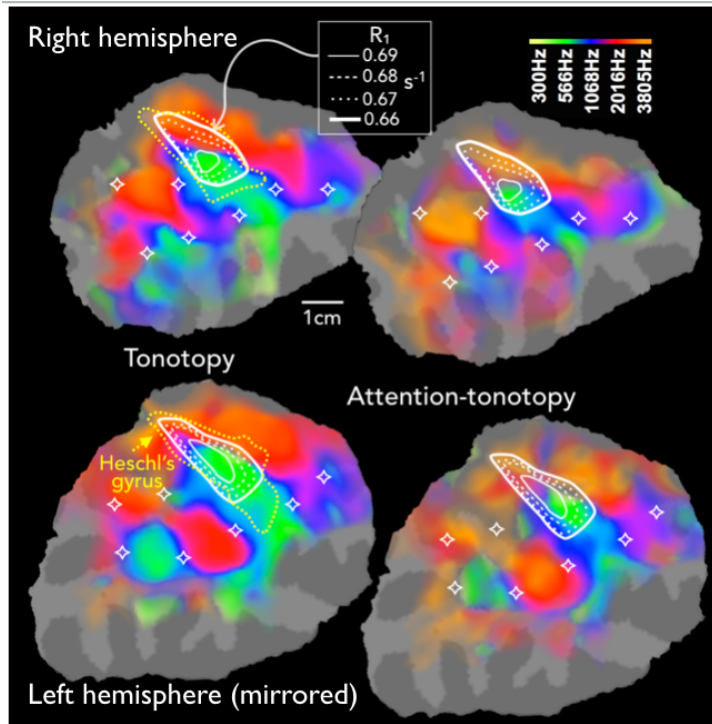 Right hemisphere
R1
0.69
0.68 s-1
0.67
0.66
300Hz
566Hz
1068Hz
2016Hz
3805Hz
1cm
Tonotopy
Attention-tonotopy
Heschl's
gyrus
Left hemisphere (mirrored)